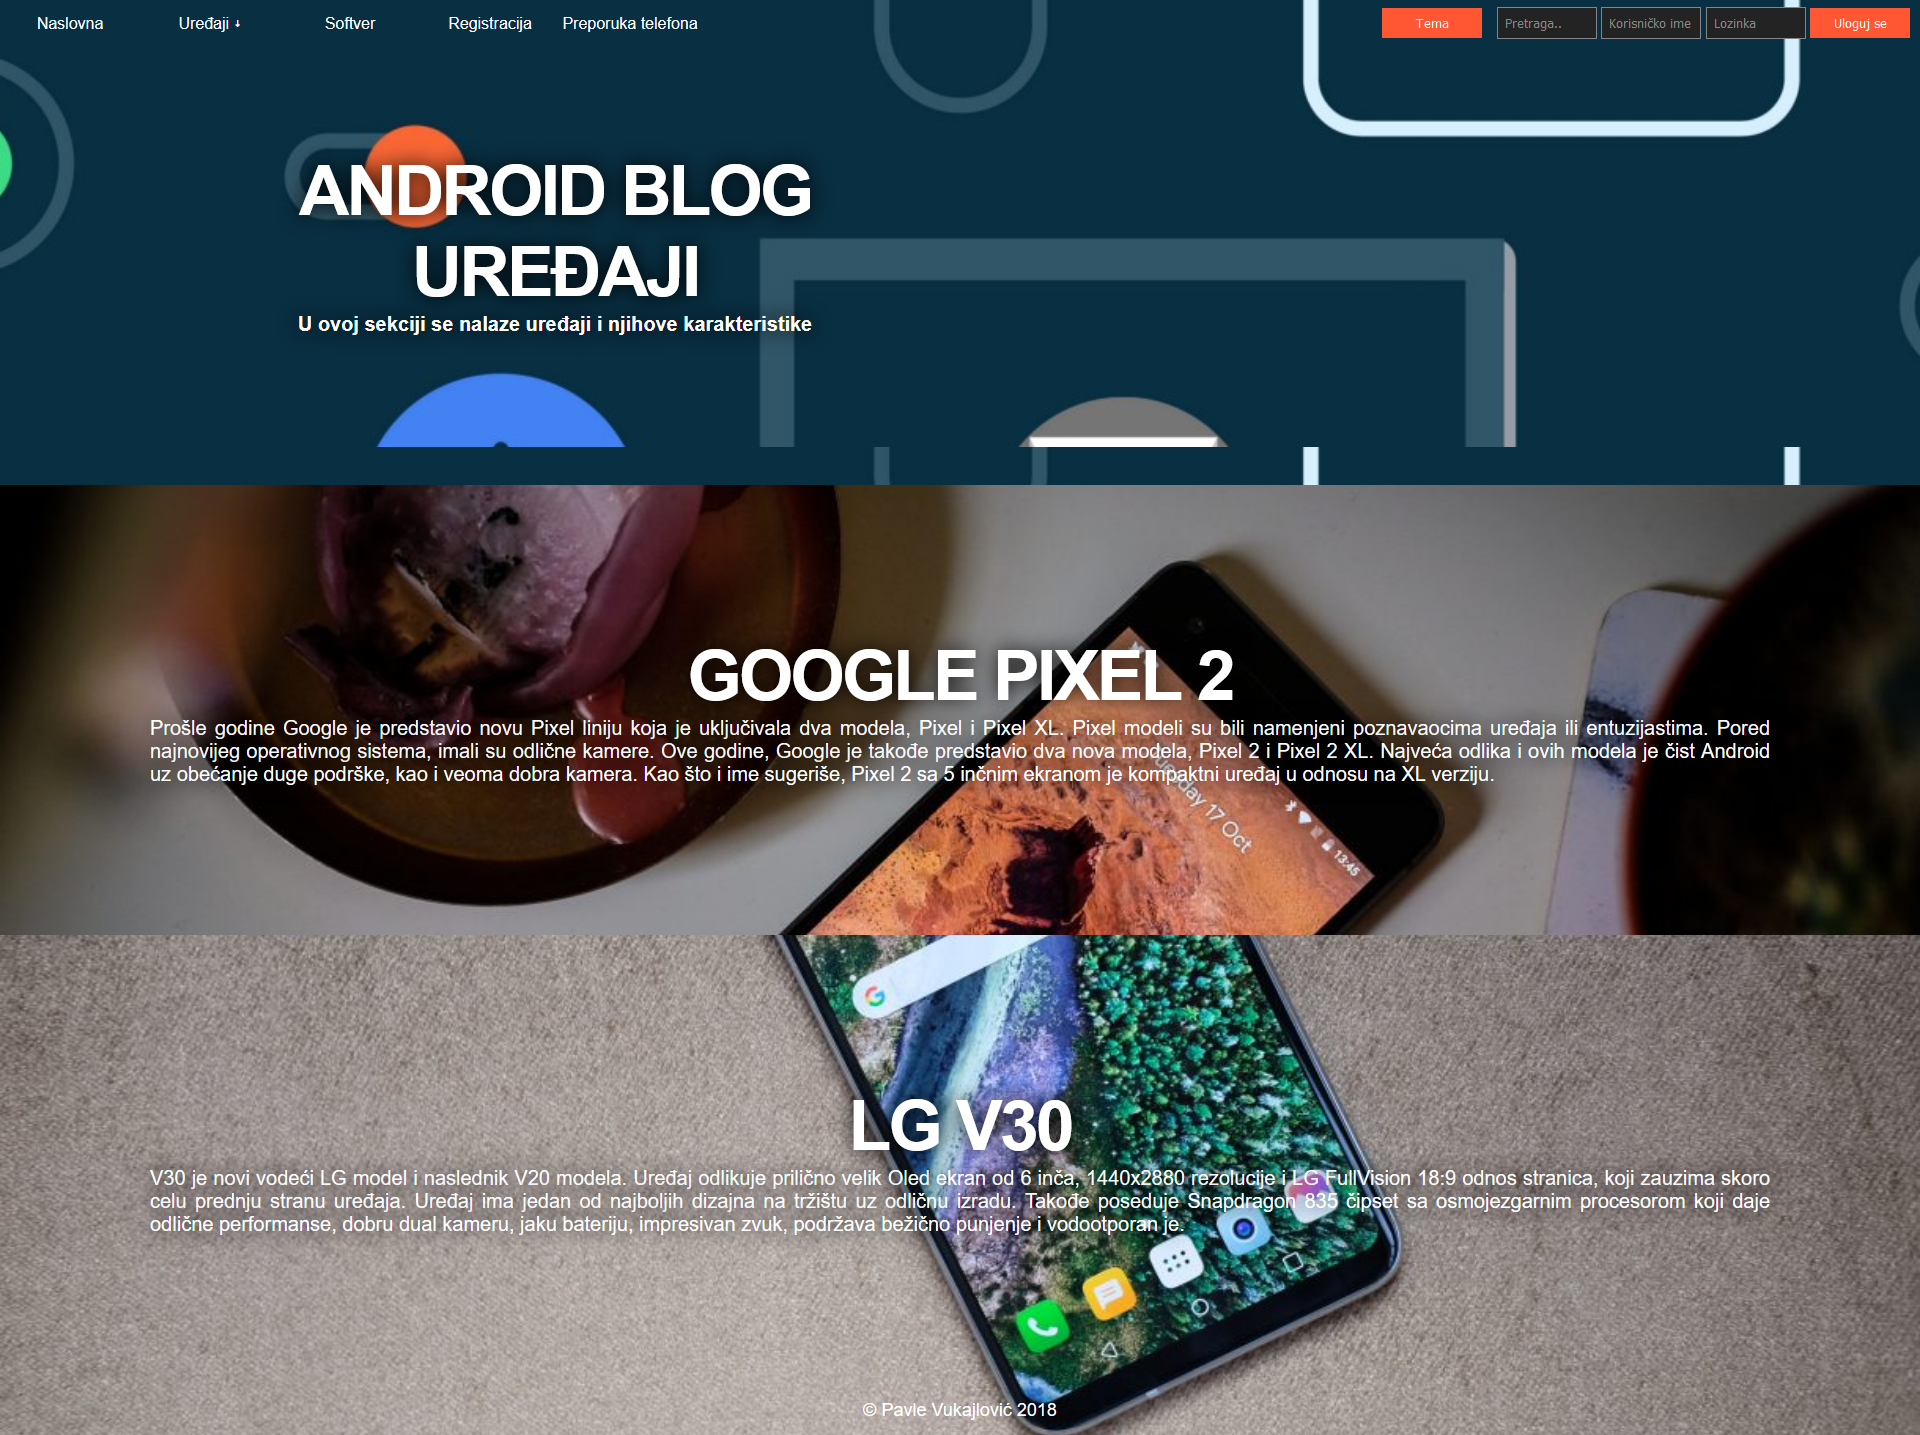 Naslovna Uređaji Softver Registracija Preporuka telefona Tema Pretraga.. Korisničko ime Lozinka Uloguj se
ANDROID BLOG
UREĐAJI
U ovoj sekciji se nalaze uređaji i njihove karakteristike
GOOGLE PIXEL 2
Prošle godine Google je predstavio novu Pixel liniju koja je uključivala dva modela, Pixel i Pixel XL. Pixel modeli su bili namenjeni poznavaocima uređaja ili entuzijastima. Pored
najnovijeg operativnog sistema, imali su odlične kamere. Ove godine, Google je takođe predstavio dva nova modela, Pixel 2 i Pixel 2 XL. Najveća odlika i ovih modela je čist Android
uz obećanje duge podrške, kao i veoma dobra kamera. Kao što i ime sugeriše, Pixel 2 sa 5 inčnim ekranom je kompaktni uređaj u odnosu na XL verziju.
Tuesday 17 Oct
13:45
LG V30
V30 je novi vodeći LG model i naslednik V20 modela. Uređaj odlikuje prilično velik Oled ekran od 6 inča, 1440x2880 rezolucije i LG FullVision 18:9 odnos stranica, koji zauzima skoro
celu prednju stranu uređaja. Uređaj ima jedan od najboljih dizajna na tržištu uz odličnu izradu. Takođe poseduje Snapdragon 835 čipset sa osmojezgarnim procesorom koji daje
odlične performanse, dobru dual kameru, jaku bateriju, impresivan zvuk, podržava bežično punjenje i vodootporan je.
© Pavle Vukajlović 2018